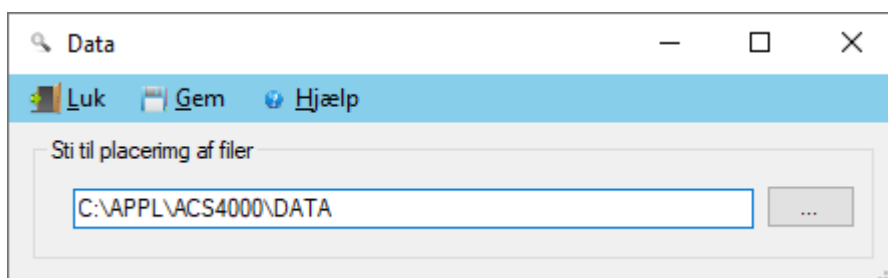 Data
Luk Gem Hjælp
Sti til placerimg af filer
C:\APPL\ACS4000\DATA
...